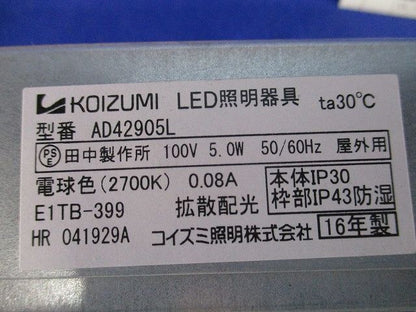 KOIZUMI LED照明器具 ta30℃
型番 AD42905L
PSE 田中製作所 100V 5.0W 50/60Hz 屋外用
電球色(2700K) 0.08A 本体IP30
E1TB-399 拡散配光 枠部IP43防湿
HR 041929A コイズミ照明株式会社 16年製